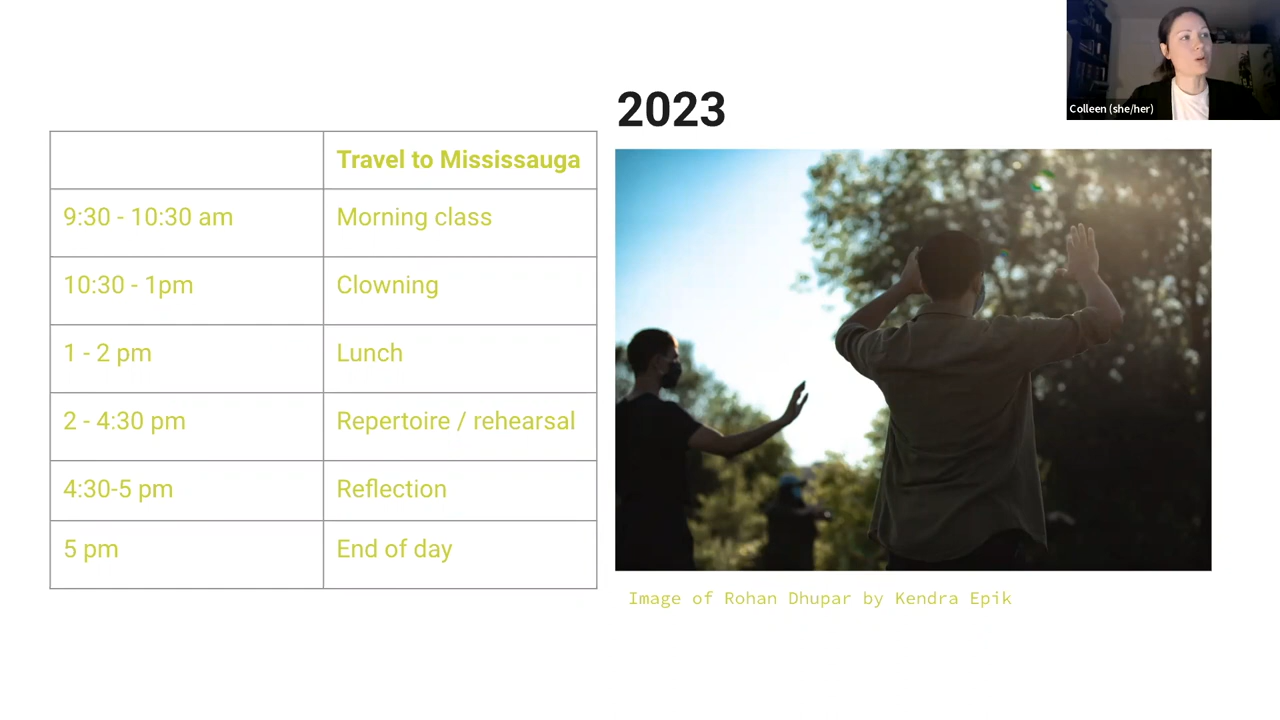 Colleen (she/her)
2023
Travel to Mississauga
9:30 - 10:30 am Morning class
10:30 - 1pm Clowning
1 - 2 pm Lunch
2 - 4:30 pm Repertoire / rehearsal
4:30-5 pm Reflection
5 pm End of day
Image of Rohan Dhupar by Kendra Epik